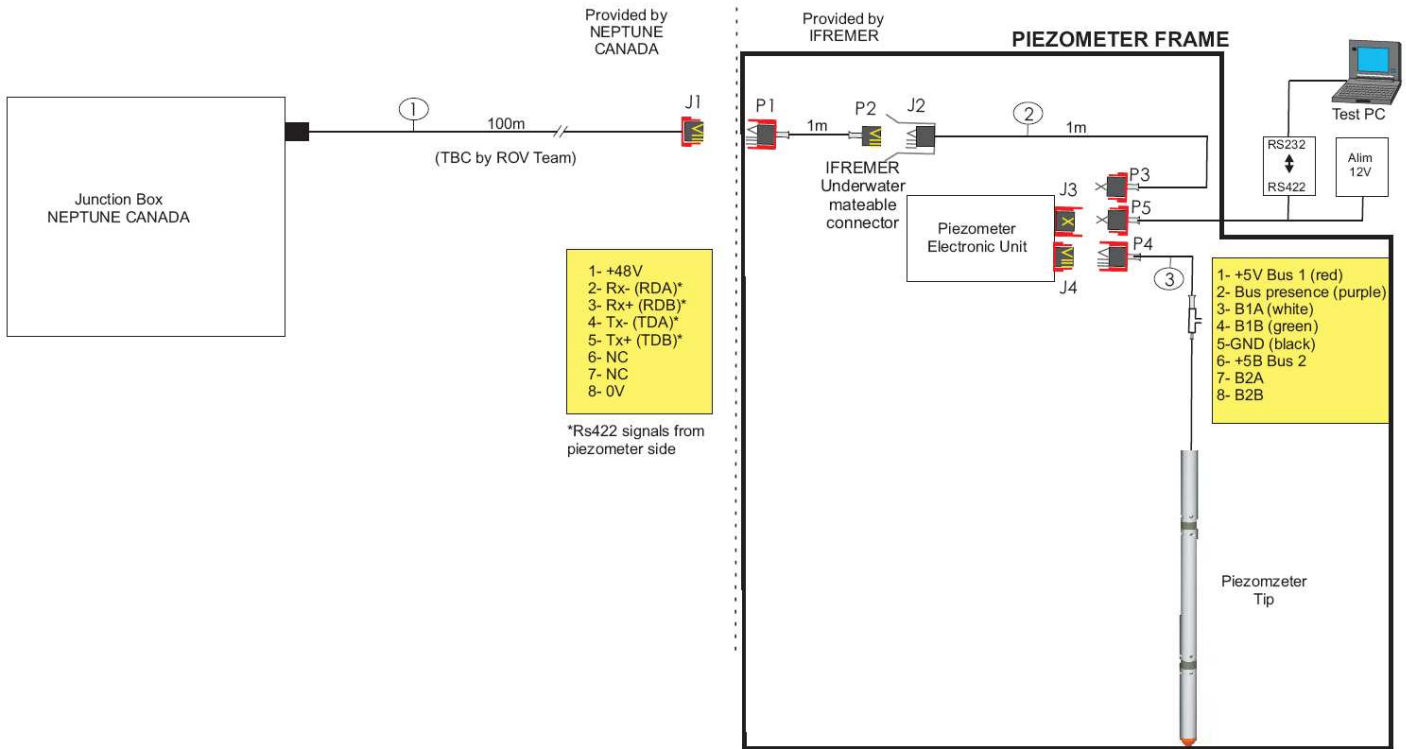 Provided by
NEPTUNE
CANADA
Provided by
IFREMER
PIEZOMETER FRAME
1
100m
(TBC by ROV Team)
J1
P1
1m
P2
J2
2
1m
IFREMER
Underwater
mateable
connector
Test PC
RS232
RS422
Alim
12V
Junction Box
NEPTUNE CANADA
P3
J3
P5
Piezometer
Electronic Unit
P4
J4
3
1- +48V
2- Rx- (RDA)*
3- Rx+ (RDB)*
4- Tx- (TDA)*
5- Tx+ (TDB)*
6- NC
7- NC
8- 0V
*Rs422 signals from
piezometer side
1- +5V Bus 1 (red)
2- Bus presence (purple)
3- B1A (white)
4- B1B (green)
5-GND (black)
6- +5B Bus 2
7- B2A
8- B2B
Piezomzeter
Tip